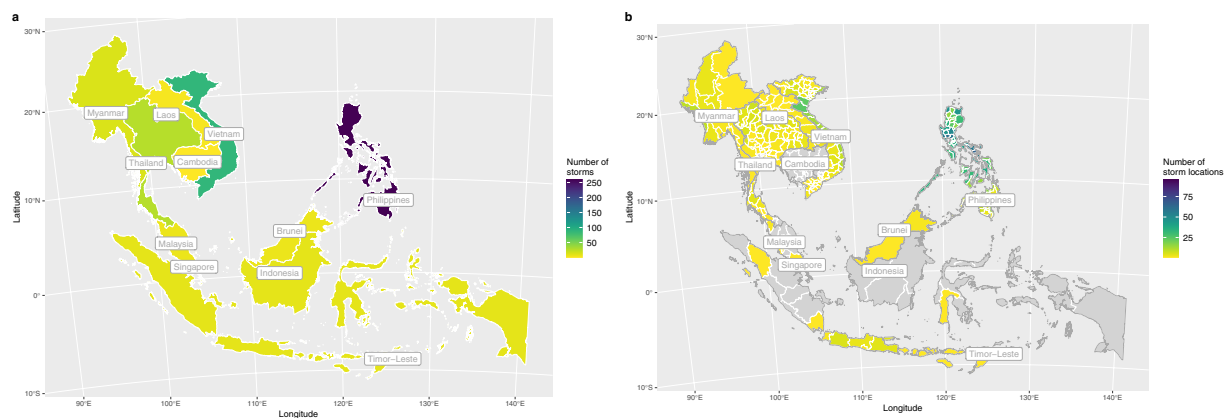 a
30°N
20°N
10°N
0°
10°S
Latitude
Myanmar
Laos
Vietnam
Thailand
Cambodia
Philippines
Malaysia
Brunei
Singapore
Indonesia
Timor−Leste
90°E
100°E
110°E
120°E
130°E
140°E
Longitude
Number of
storms
250
200
150
100
50
b
30°N
20°N
10°N
0°
10°S
Latitude
Myanmar
Laos
Vietnam
Thailand
Cambodia
Philippines
Malaysia
Brunei
Singapore
Indonesia
Timor−Leste
90°E
100°E
110°E
120°E
130°E
140°E
Longitude
Number of
storm locations
75
50
25